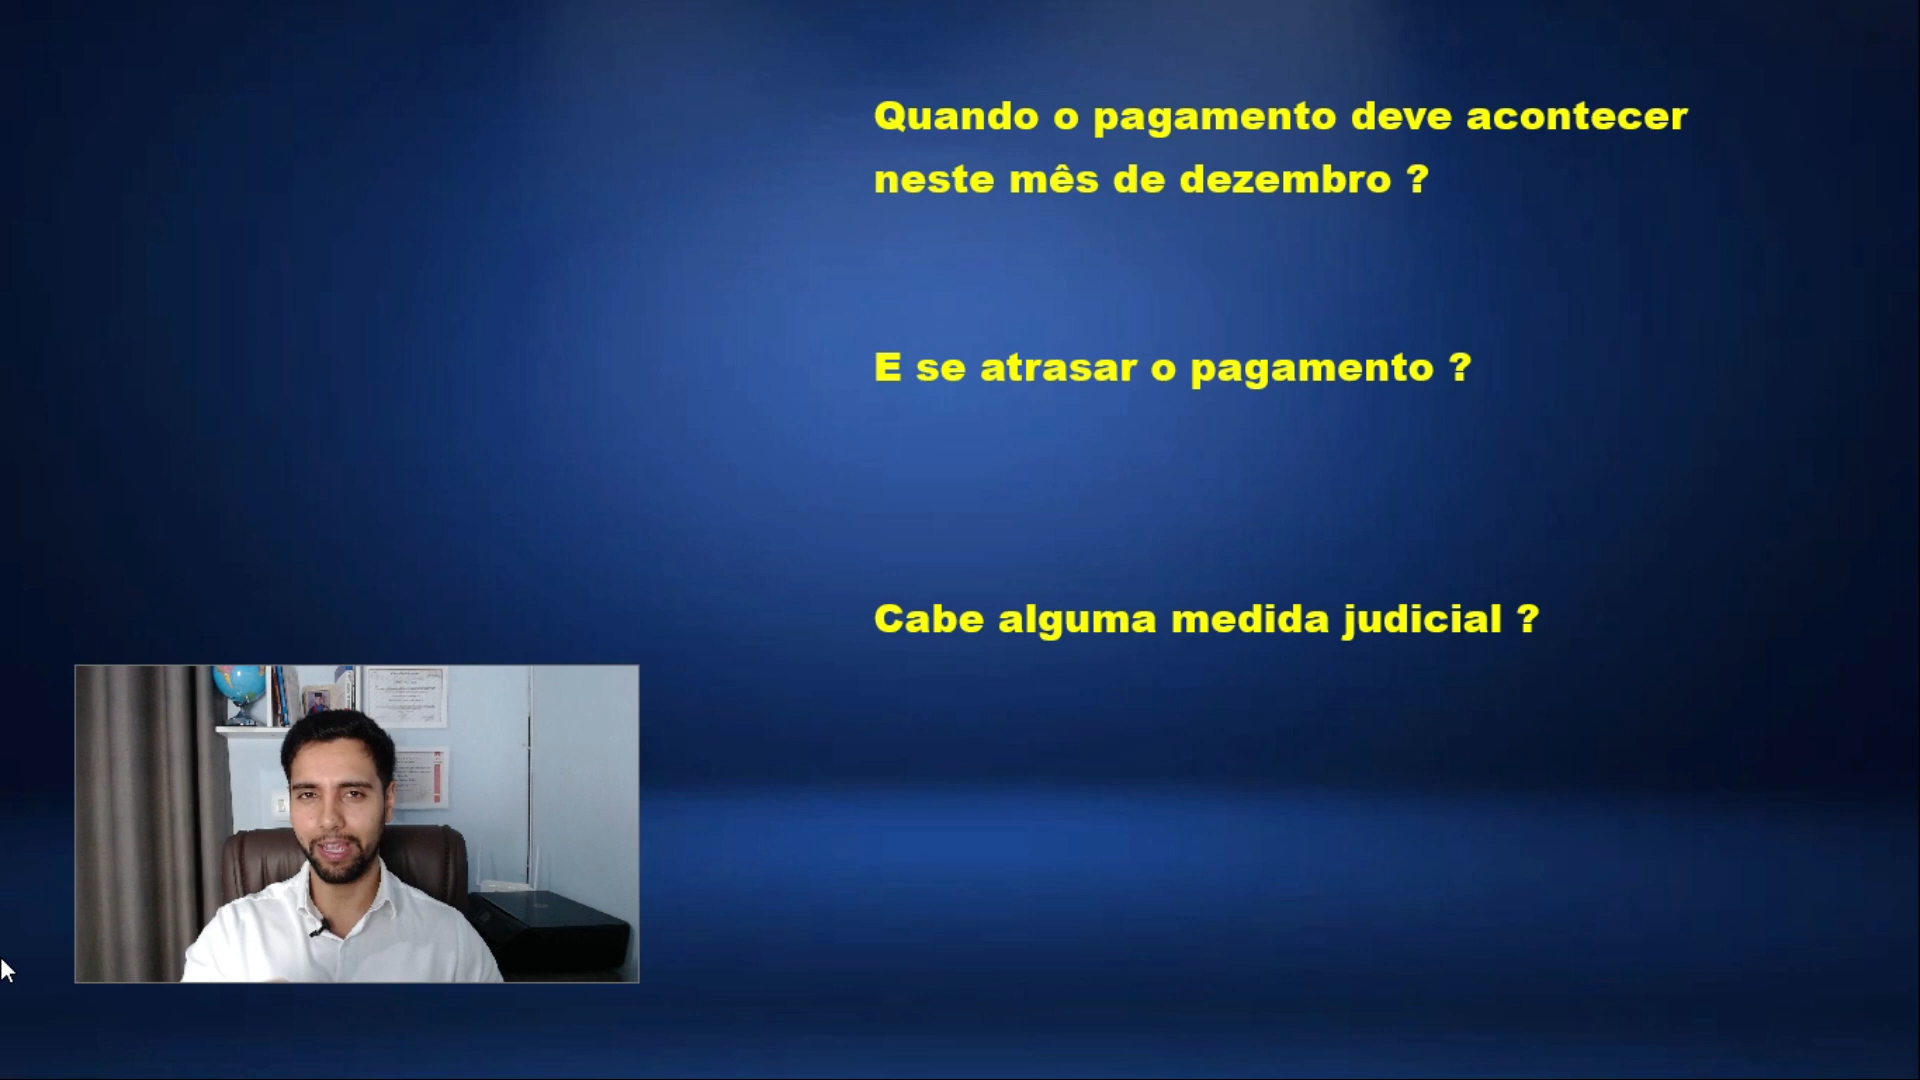 Quando o pagamento deve acontecer
neste mês de dezembro ?
E se atrasar o pagamento ?
Cabe alguma medida judicial ?